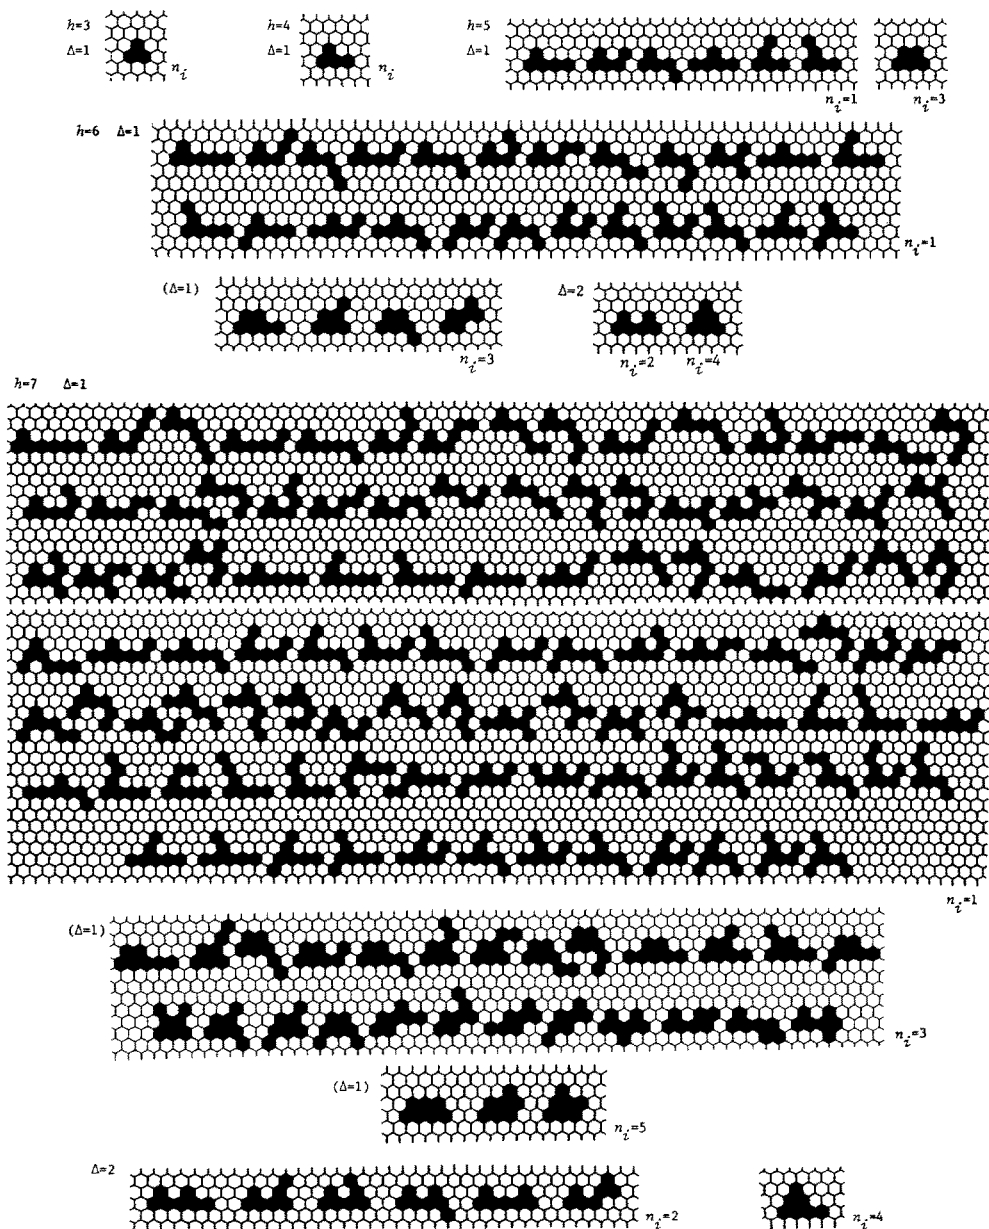 h=3
Δ=1
n_i
h=4
Δ=1
n_i
h=5
Δ=1
n_i=1
n_i=3
h=6 Δ=1
n_i=1
(Δ=1)
n_i=3
Δ=2
n_i=2
n_i=4
h=7 Δ=1
n_i=1
(Δ=1)
n_i=3
(Δ=1)
n_i=5
Δ=2
n_i=2
n_i=4